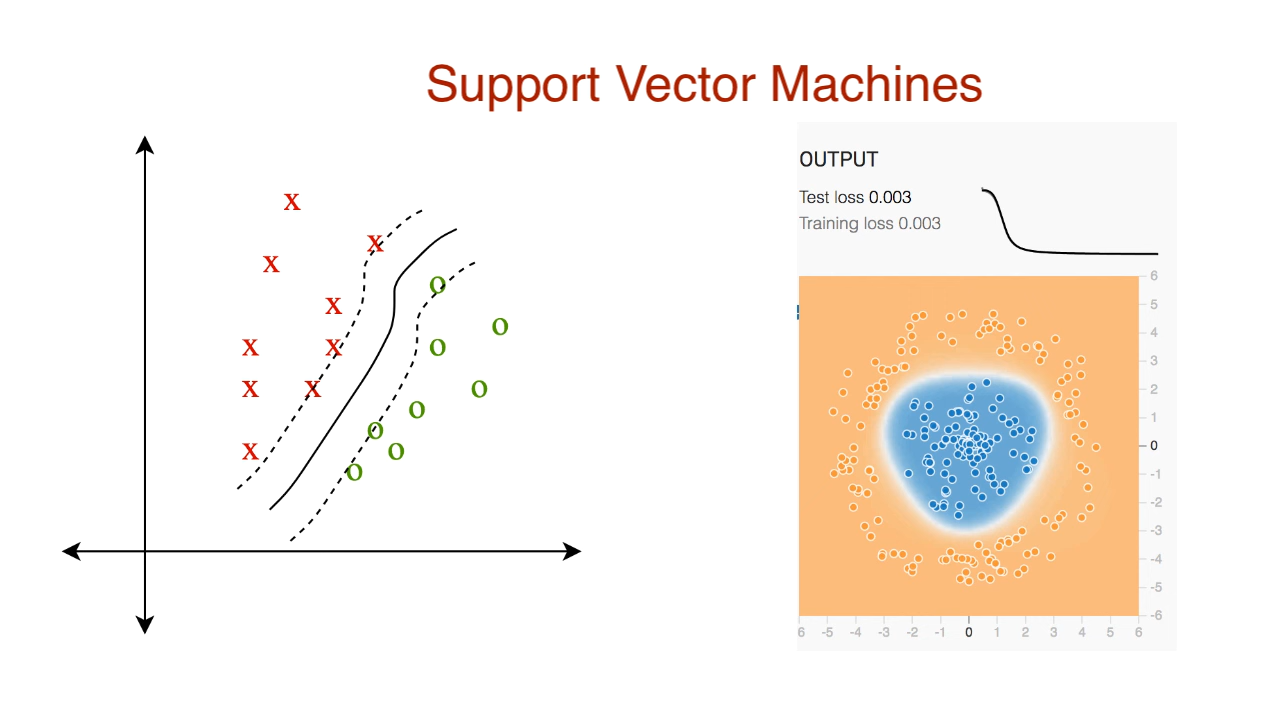 Support Vector Machines
x
x
x
x
x
x
x
x
x
o
o
o
o
o
o
o
o
o
OUTPUT
Test loss 0.003
Training loss 0.003
6
5
4
3
2
1
0
-1
-2
-3
-4
-5
-6
6 -5 -4 -3 -2 -1 0 1 2 3 4 5 6